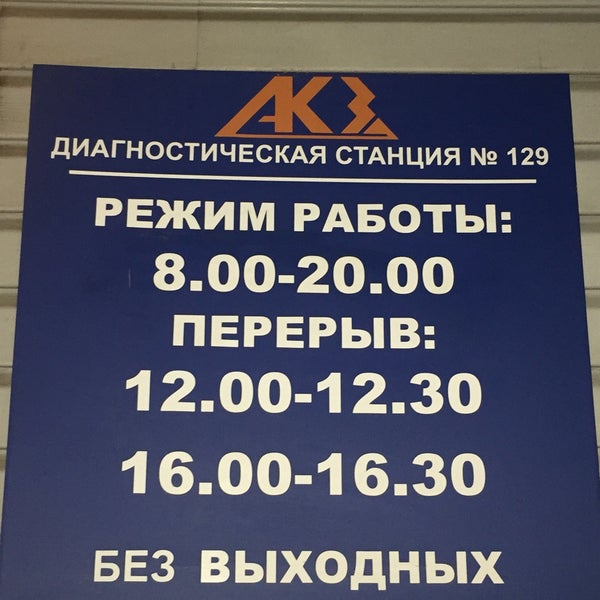 АКЗ
ДИАГНОСТИЧЕСКАЯ СТАНЦИЯ № 129
РЕЖИМ РАБОТЫ:
8.00-20.00
ПЕРЕРЫВ:
12.00-12.30
16.00-16.30
БЕЗ ВЫХОДНЫХ